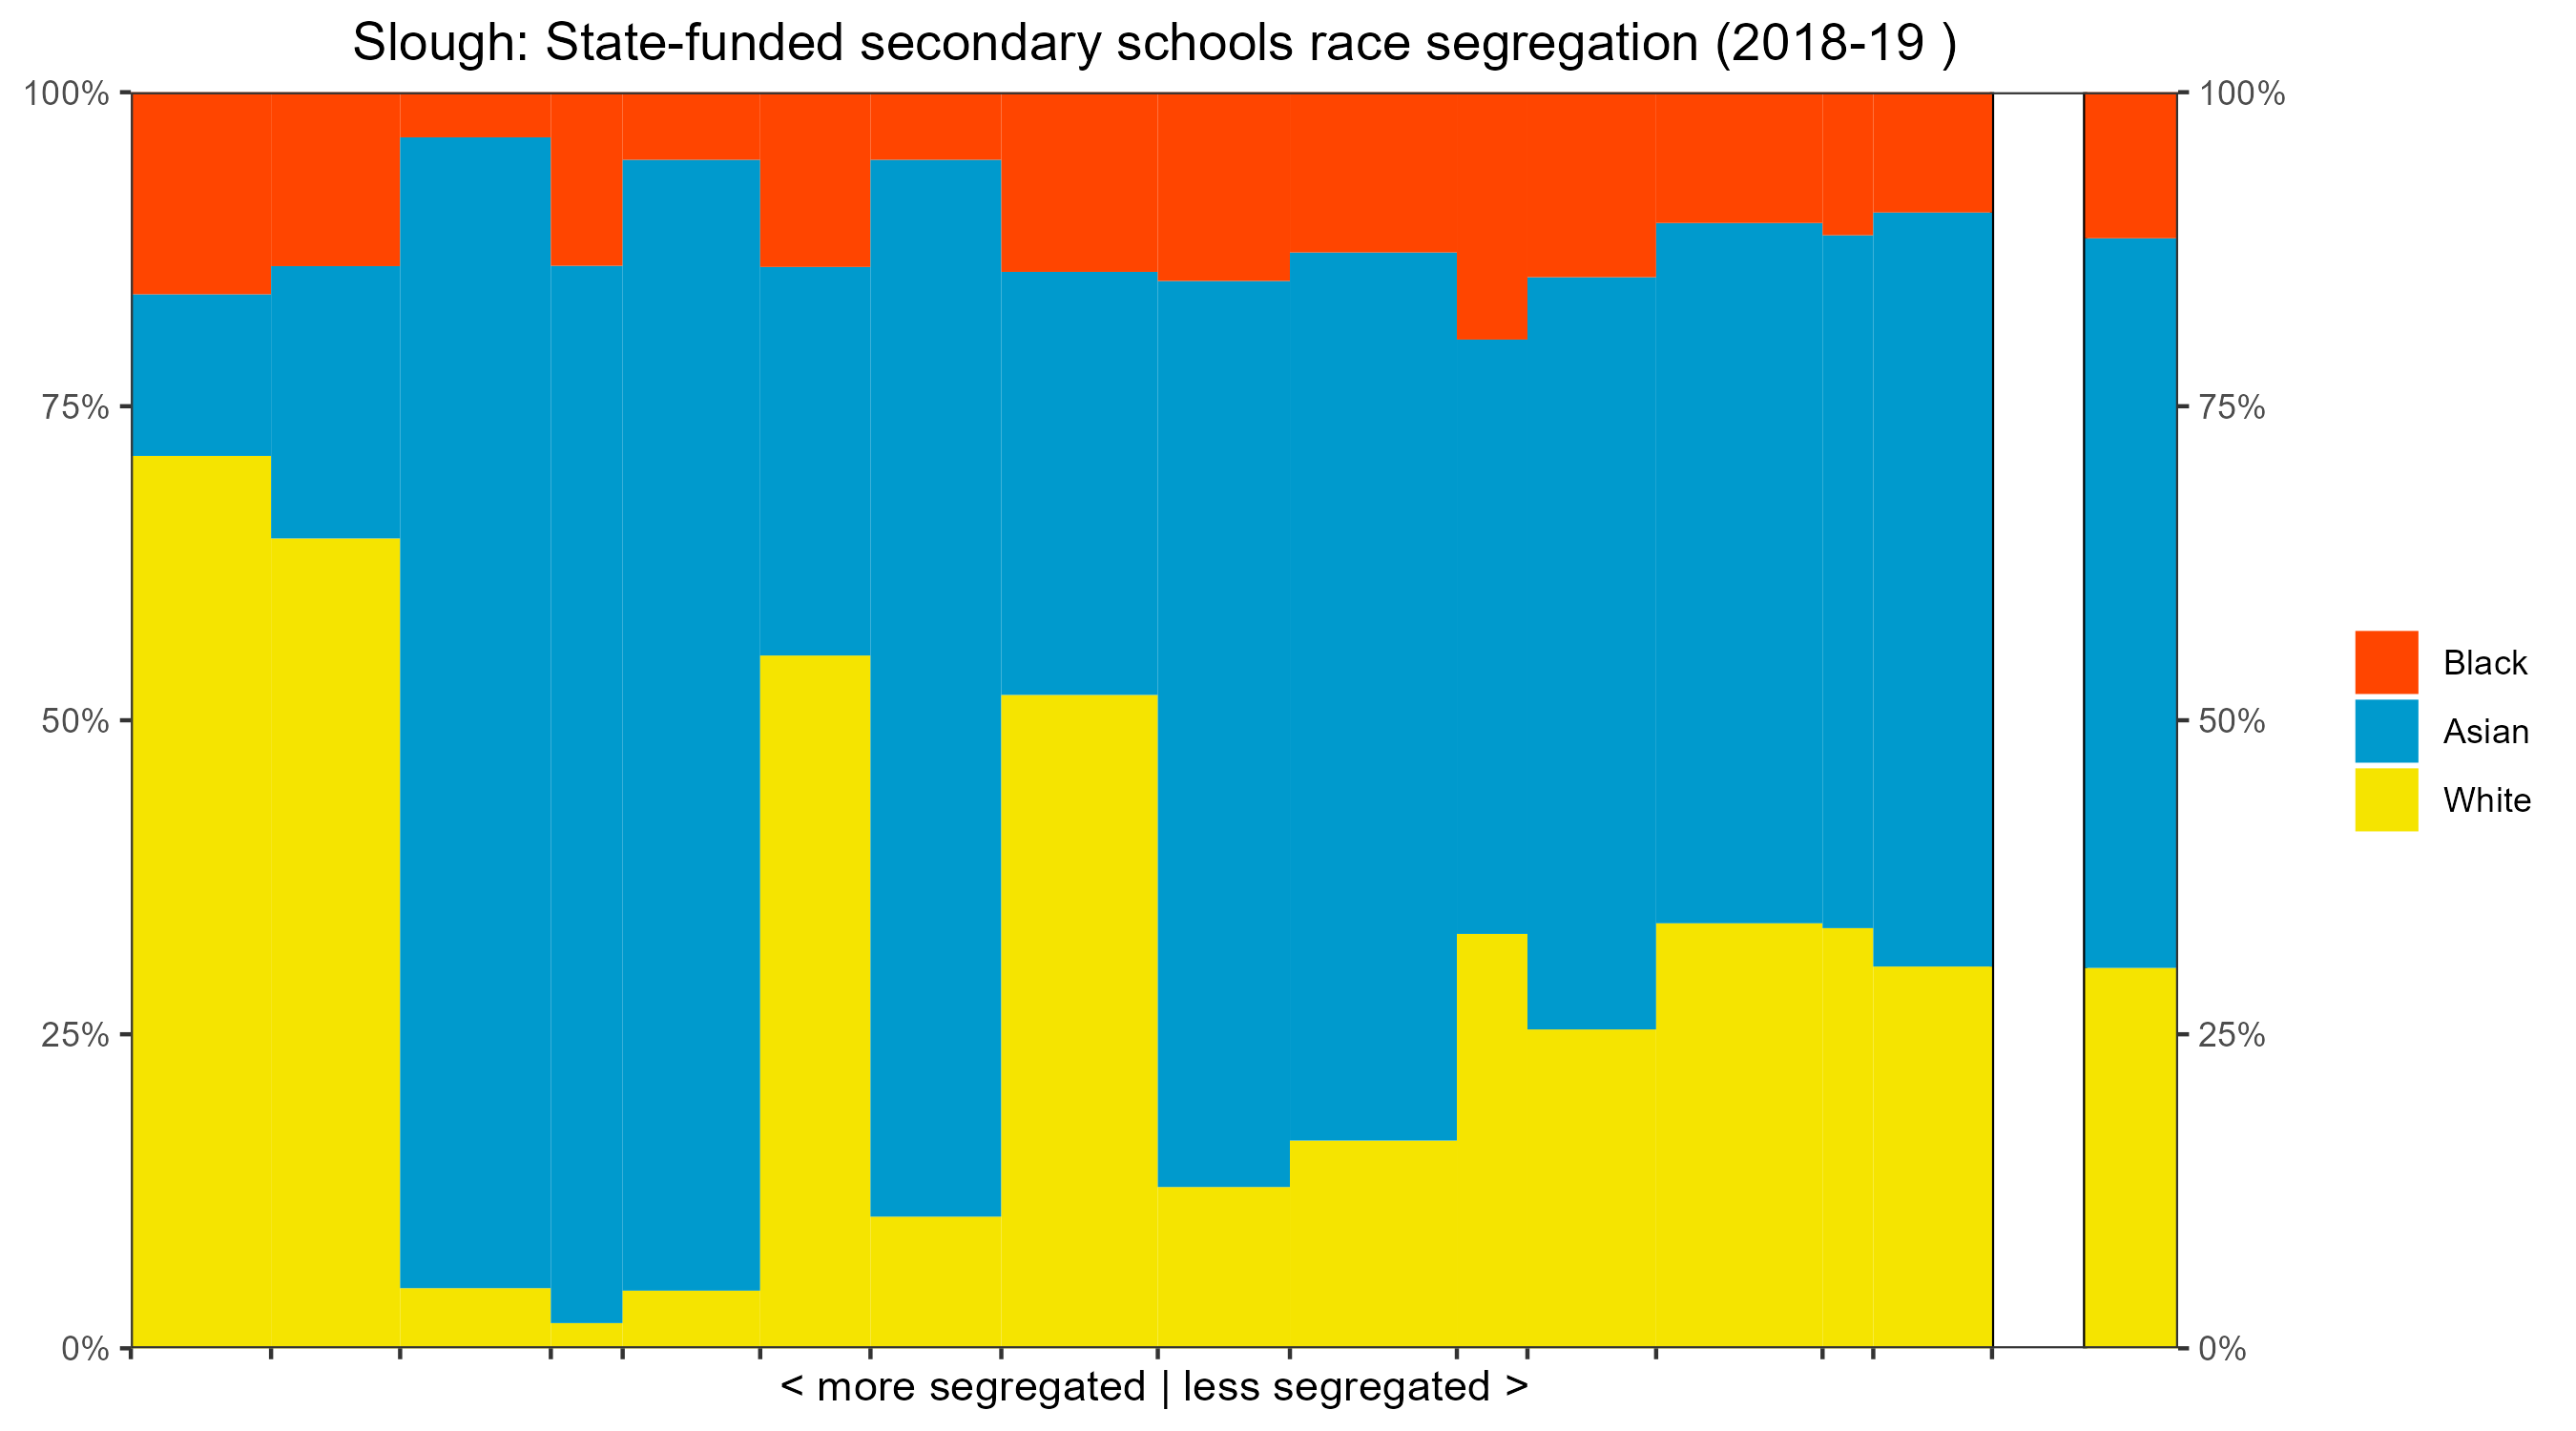 Slough: State-funded secondary schools race segregation (2018-19 )
100%
75%
50%
25%
0%
100%
75%
50%
25%
0%
Black
Asian
White
< more segregated | less segregated >